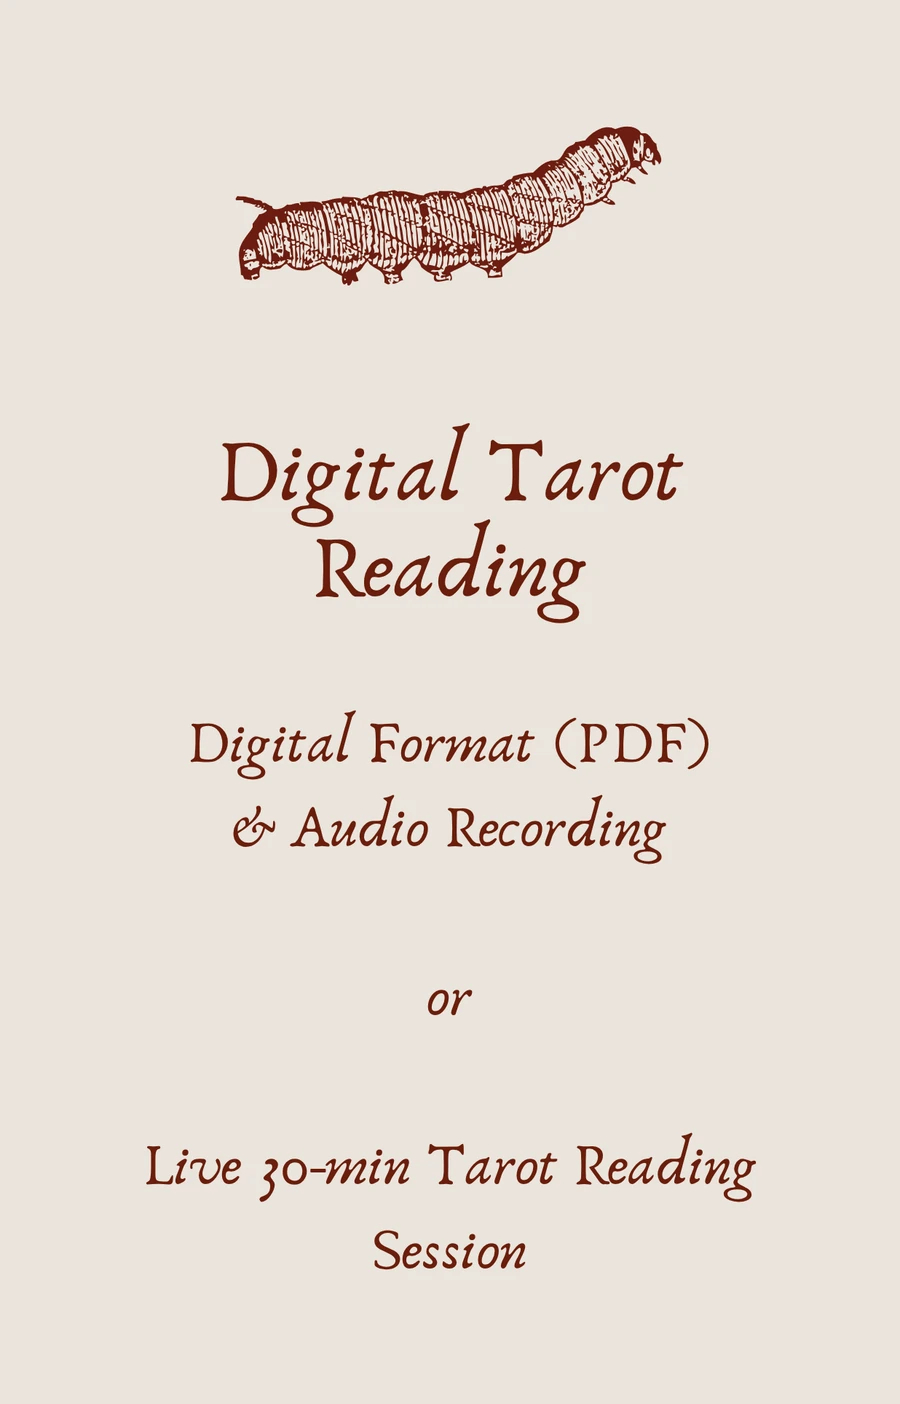 Digital Tarot
Reading
Digital Format (PDF)
& Audio Recording
or
Live 30-min Tarot Reading
Session